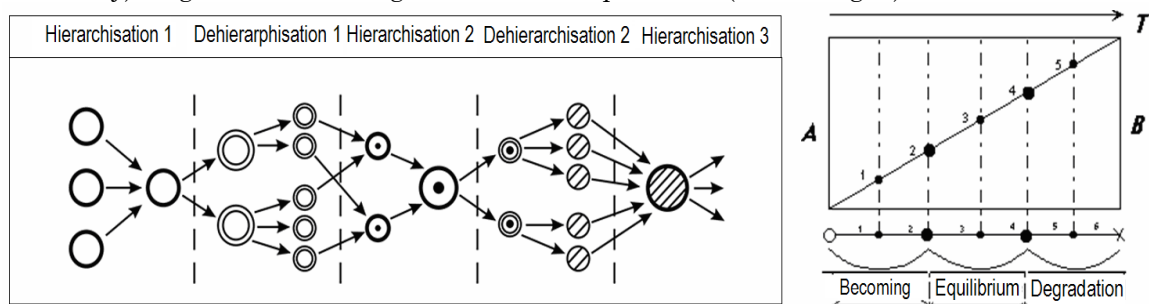 Hierarchisation 1 Dehierarphisation 1 Hierarchisation 2 Dehierarchisation 2 Hierarchisation 3
T
A
B
1
2
3
4
5
1 2 3 4 5 6
Becoming Equilibrium Degradation